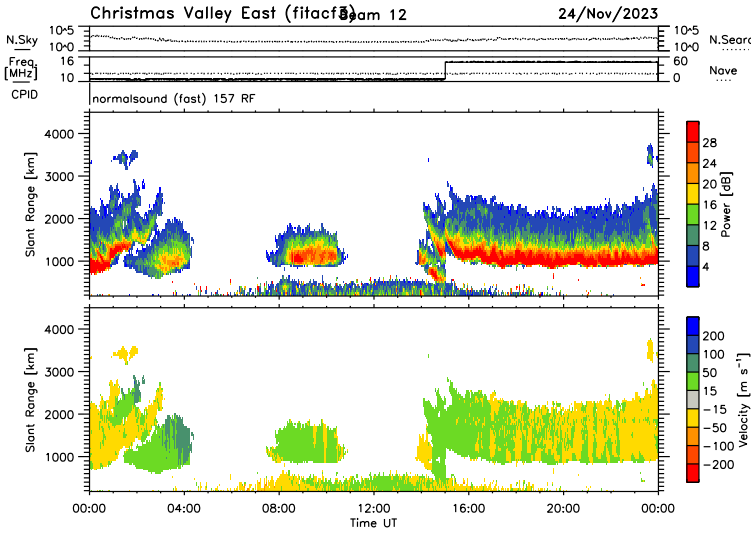 Christmas Valley East (fitacf3) Beam 12 24/Nov/2023
N.Sky 10^5 10^0 10^5 10^0 N.Search
Freq. [MHz] 16 10 60 0 Nave
CPID normalsound (fast) 157 RF
Slant Range [km] 4000 3000 2000 1000
28 24 20 16 12 8 4 Power [dB]
Slant Range [km] 4000 3000 2000 1000
200 100 50 15 -15 -50 -100 -200 Velocity [m s^-1]
00:00 04:00 08:00 12:00 16:00 20:00 00:00
Time UT